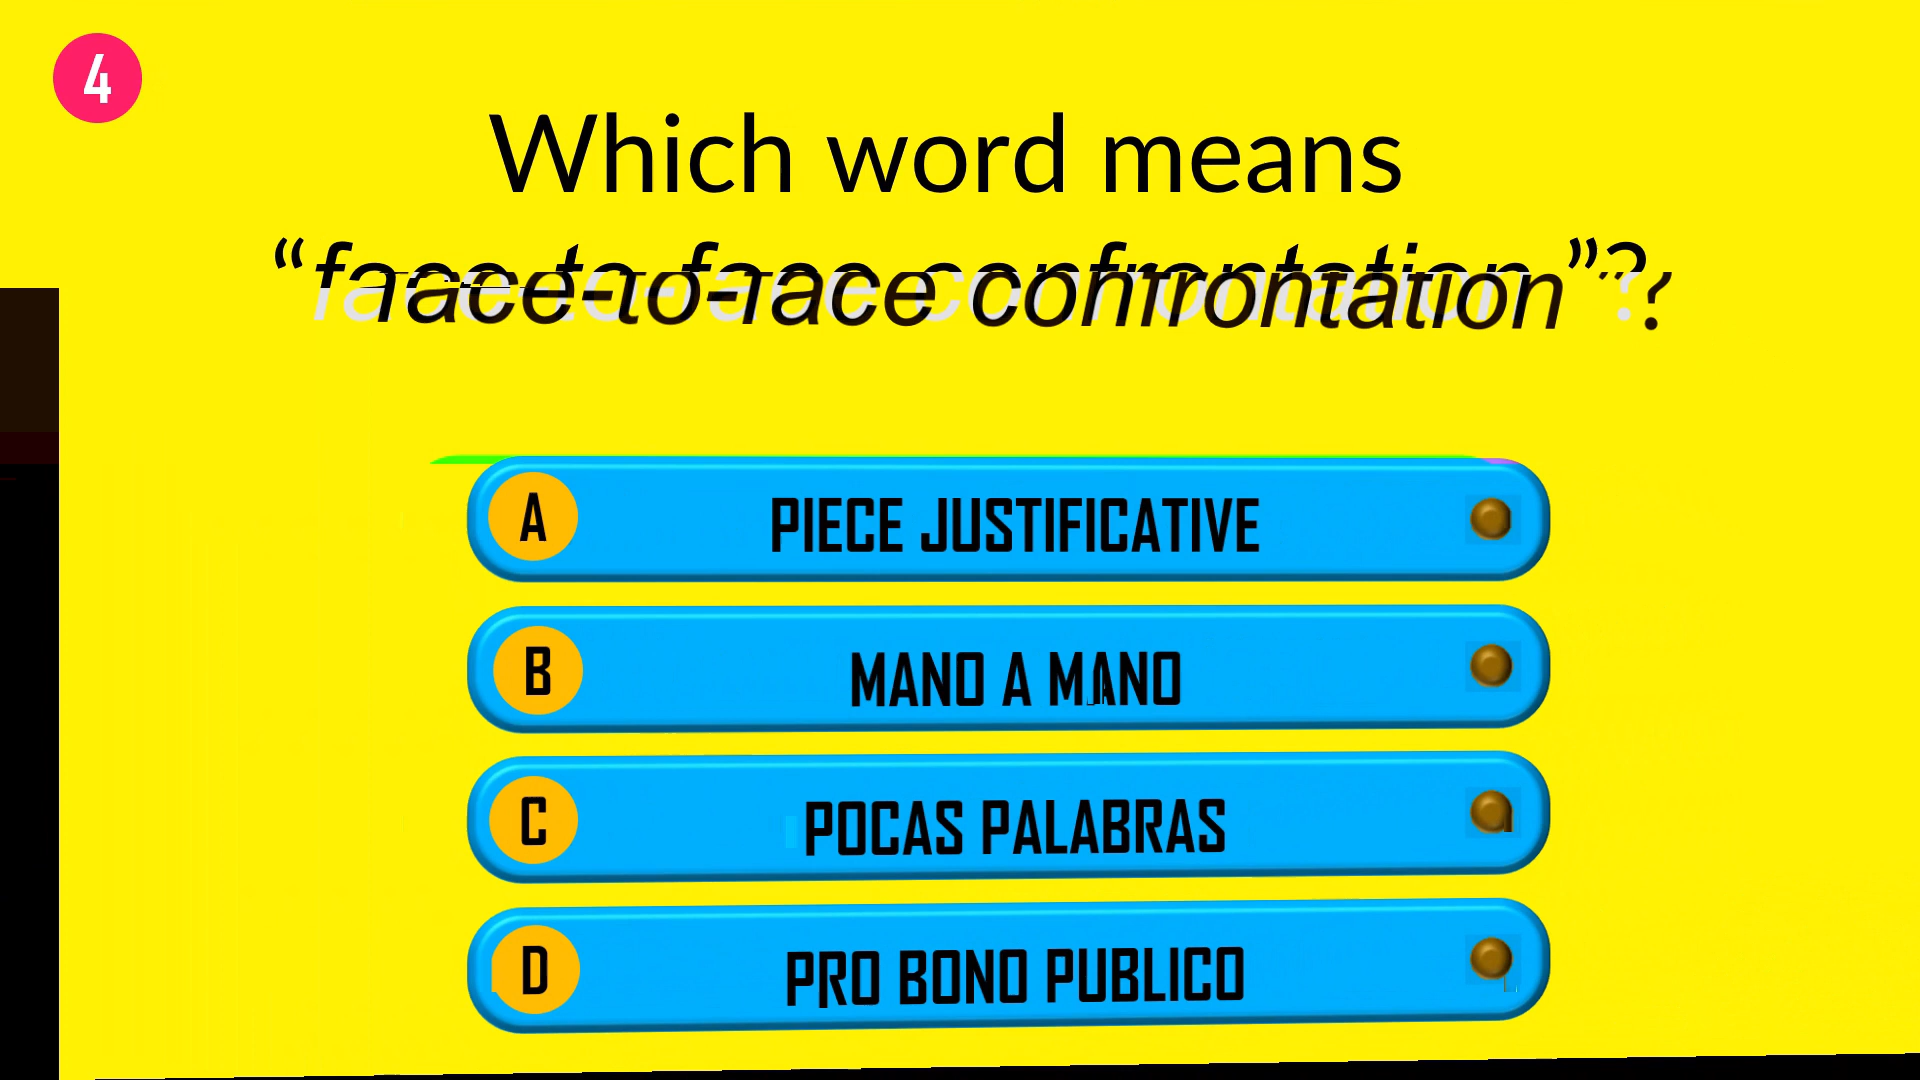 4
Which word means
“face-to-face confrontation”?
A PIECE JUSTIFICATIVE
B MANO A MANO
C POCAS PALABRAS
D PRO BONO PUBLICO